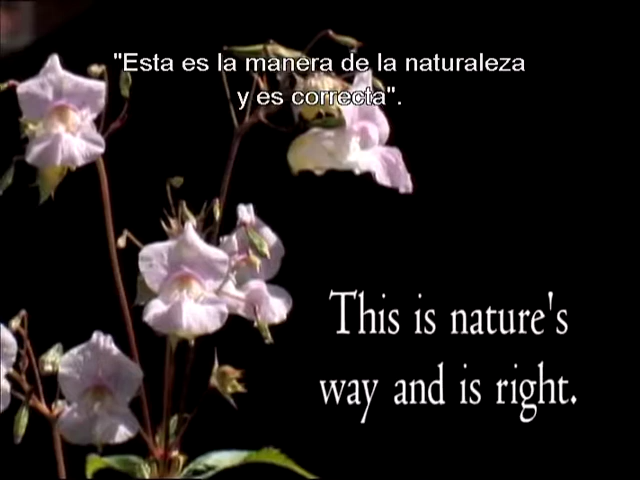 "Esta es la manera de la naturaleza
y es correcta".
This is nature's
way and is right.